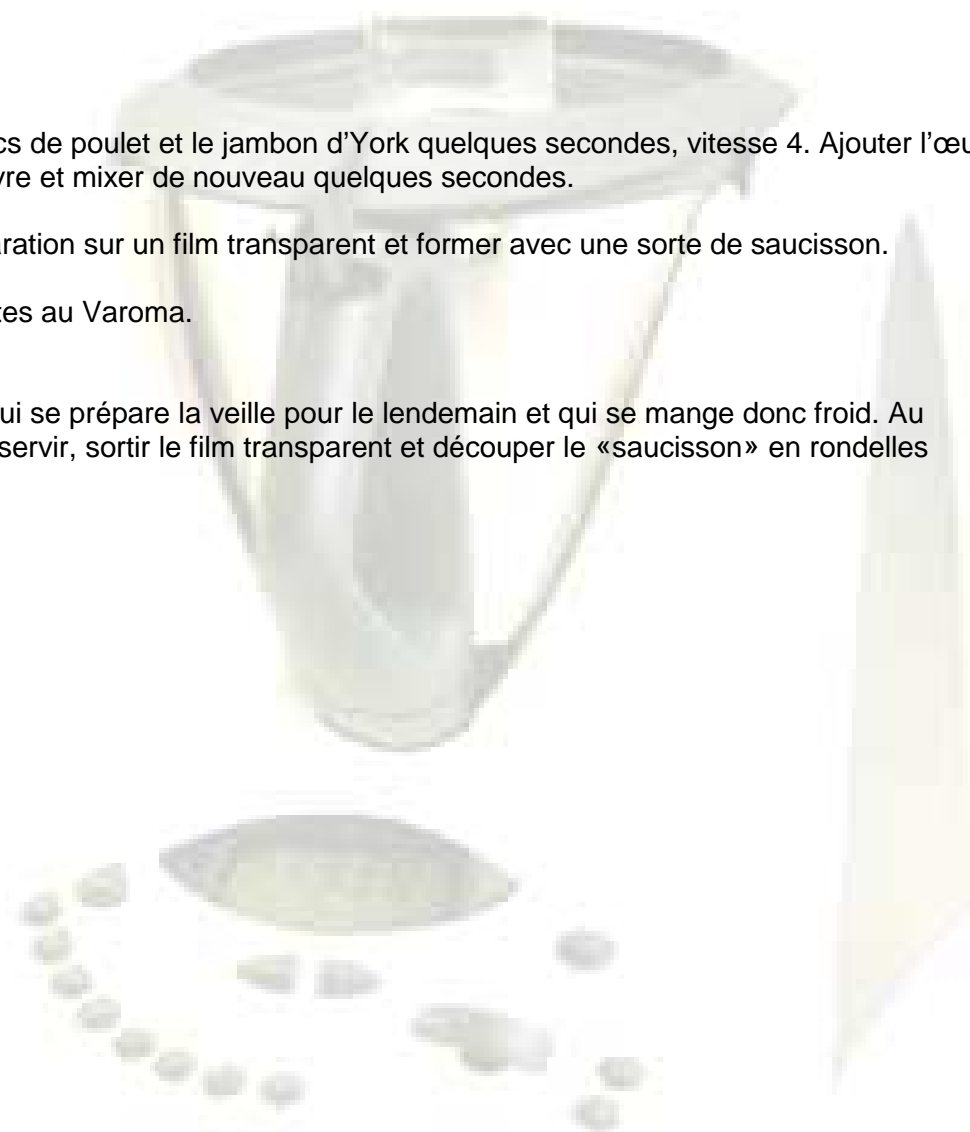 cs de poulet et le jambon d’York quelques secondes, vitesse 4. Ajouter l’œu
vre et mixer de nouveau quelques secondes.
aration sur un film transparent et former avec une sorte de saucisson.
tes au Varoma.
ui se prépare la veille pour le lendemain et qui se mange donc froid. Au
servir, sortir le film transparent et découper le «saucisson» en rondelles